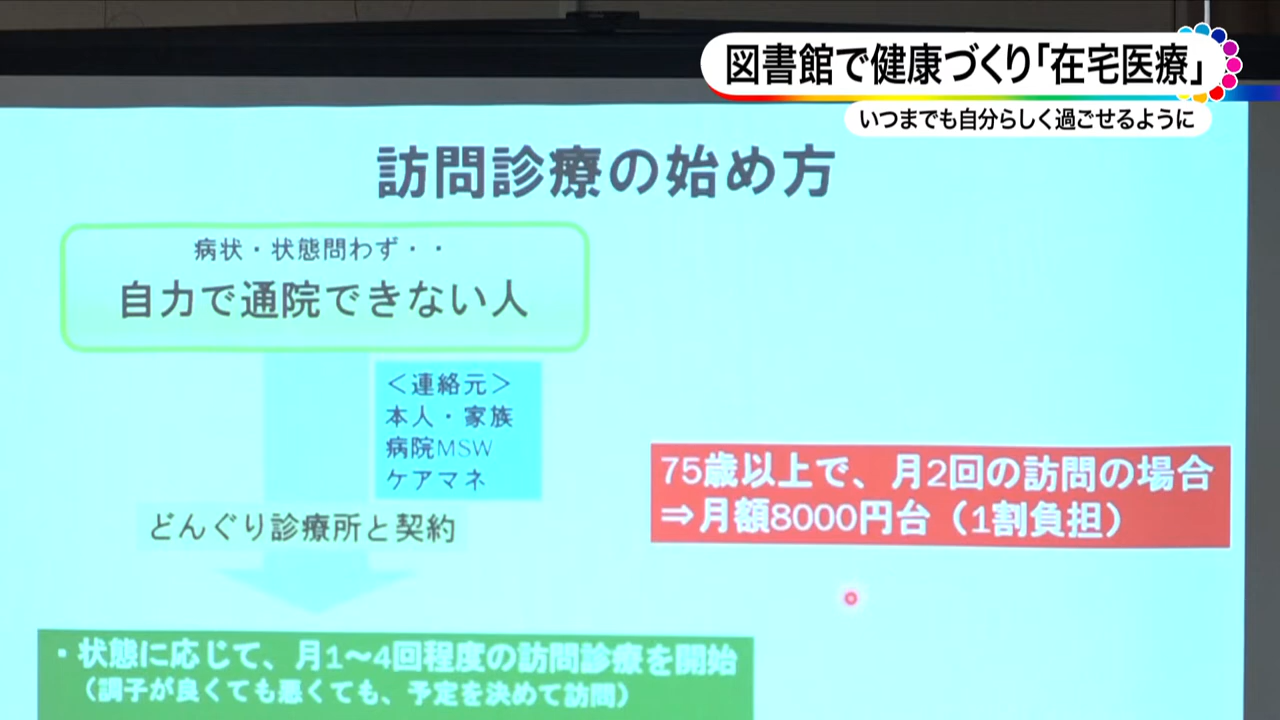 図書館で健康づくり「在宅医療」
いつまでも自分らしく過ごせるように
訪問診療の始め方
病状・状態問わず・・
自力で通院できない人
＜連絡元＞
本人・家族
病院MSW
ケアマネ
どんぐり診療所と契約
75歳以上で、月2回の訪問の場合
⇒月額8000円台（1割負担）
・状態に応じて、月1～4回程度の訪問診療を開始
（調子が良くても悪くても、予定を決めて訪問）